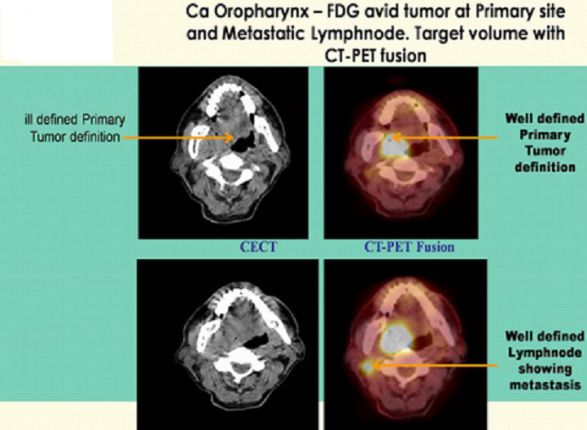 Ca Oropharynx – FDG avid tumor at Primary site
and Metastatic Lymphnode. Target volume with
CT-PET fusion
ill defined Primary
Tumor definition
Well defined
Primary
Tumor
definition
CECT
CT-PET Fusion
Well defined
Lymphnode
showing
metastasis